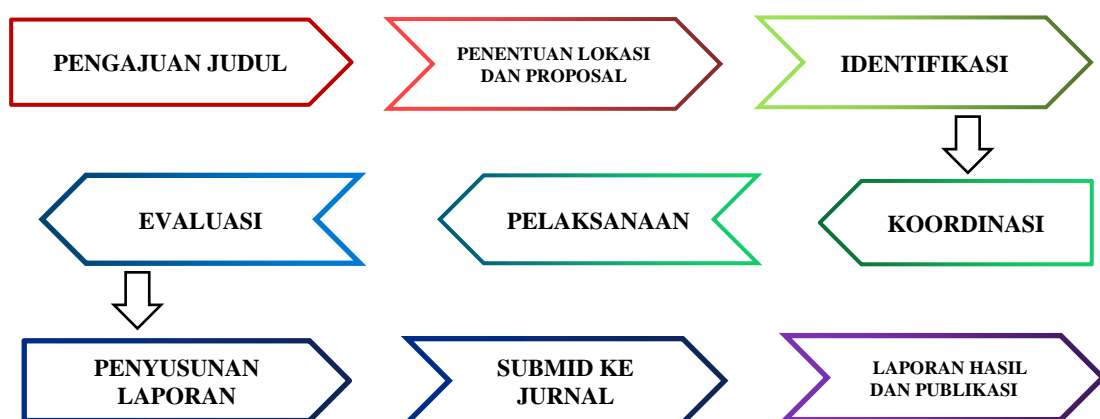 PENGAJUAN JUDUL
PENENTUAN LOKASI
DAN PROPOSAL
IDENTIFIKASI
KOORDINASI
PELAKSANAAN
EVALUASI
PENYUSUNAN
LAPORAN
SUBMID KE
JURNAL
LAPORAN HASIL
DAN PUBLIKASI